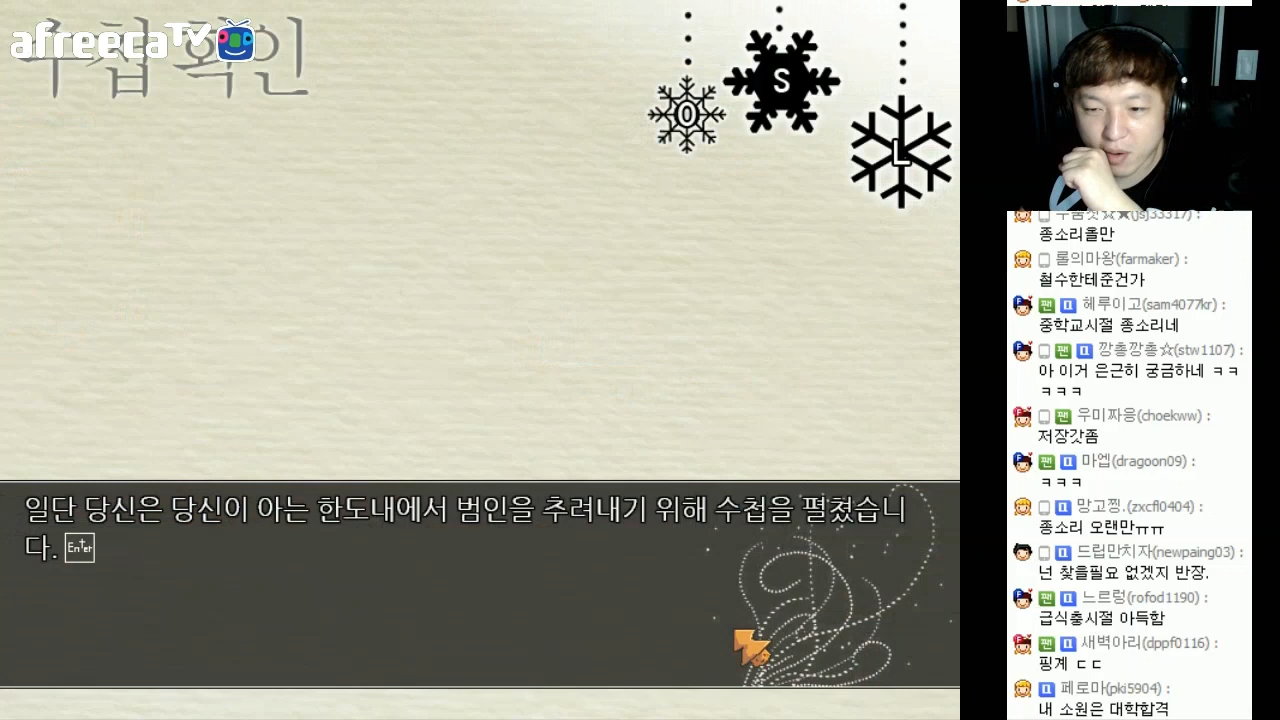 afreecaTV
수첩 확인
O
S
L
일단 당신은 당신이 아는 한도내에서 범인을 추려내기 위해 수첩을 펼쳤습니
다. Enter
(jsj33317) :
종소리올만
롤의마왕(farmaker) :
철수한테준건가
팬 헤루이고(sam4077kr) :
중학교시절 종소리네
팬 깡총깡총☆(stw1107) :
아 이거 은근히 궁금하네 ㅋㅋ
ㅋㅋㅋ
팬 우미짜응(choekww) :
저장갓좀
팬 마엡(dragoon09) :
ㅋㅋㅋ
망고찡.(zxcfl0404) :
종소리 오랜만ㅠㅠ
드립만치자(newpaing03) :
넌 찾을필요 없겠지 반장.
팬 느르렁(rofod1190) :
급식충시절 아득함
팬 새벽아리(dppf0116) :
핑계 ㄷㄷ
페로마(pki5904) :
내 소원은 대학합격